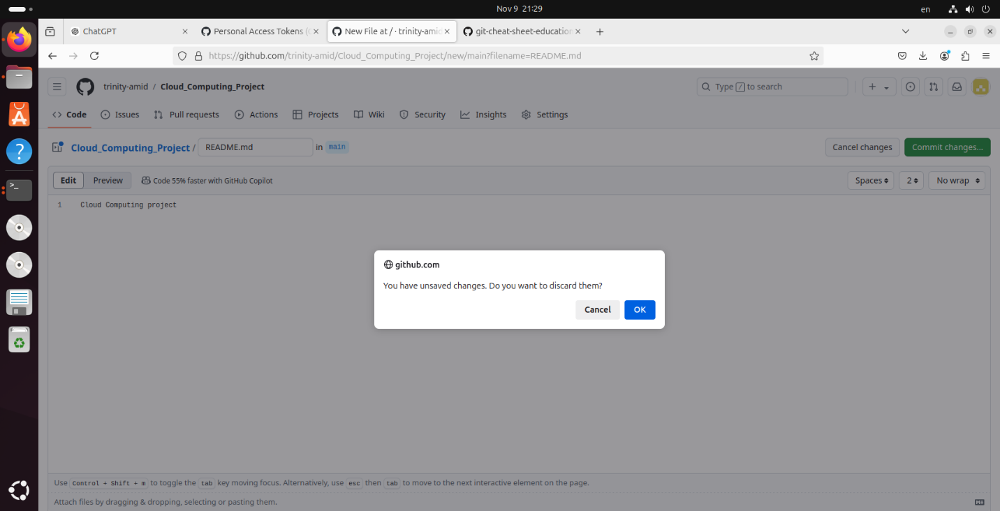 Nov 9 21:29
en
ChatGPT
Personal Access Tokens (
New File at / · trinity-amid
git-cheat-sheet-education
https://github.com/trinity-amid/Cloud_Computing_Project/new/main?filename=README.md
trinity-amid / Cloud_Computing_Project
Type / to search
Code
Issues
Pull requests
Actions
Projects
Wiki
Security
Insights
Settings
Cloud_Computing_Project / README.md in main
Cancel changes
Commit changes...
Edit
Preview
Code 55% faster with GitHub Copilot
Spaces
2
No wrap
1 Cloud Computing project
github.com
You have unsaved changes. Do you want to discard them?
Cancel
OK
Use Control + Shift + m to toggle the tab key moving focus. Alternatively, use esc then tab to move to the next interactive element on the page.
Attach files by dragging & dropping, selecting or pasting them.